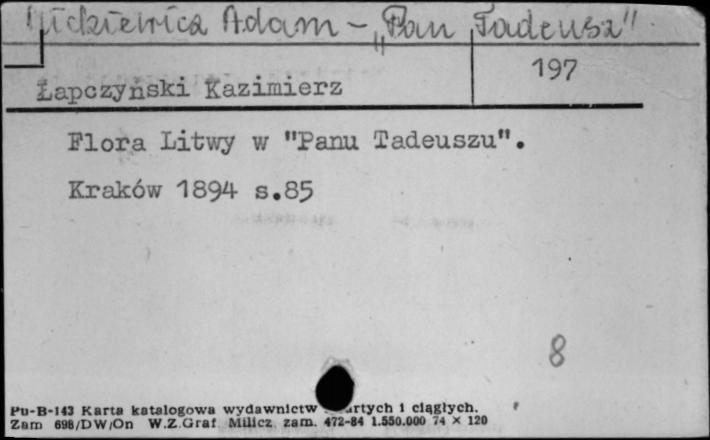 Mickiewicz Adam - „Pan Tadeusz"
197
Łapczyński Kazimierz
Flora Litwy w "Panu Tadeuszu".
Kraków 1894 s.85
8
Pu-B-143 Karta katalogowa wydawnictw i ciągłych.
Zam 698/DW/On W.Z.Graf. Milicz zam. 472-84 1.550.000 74 × 120